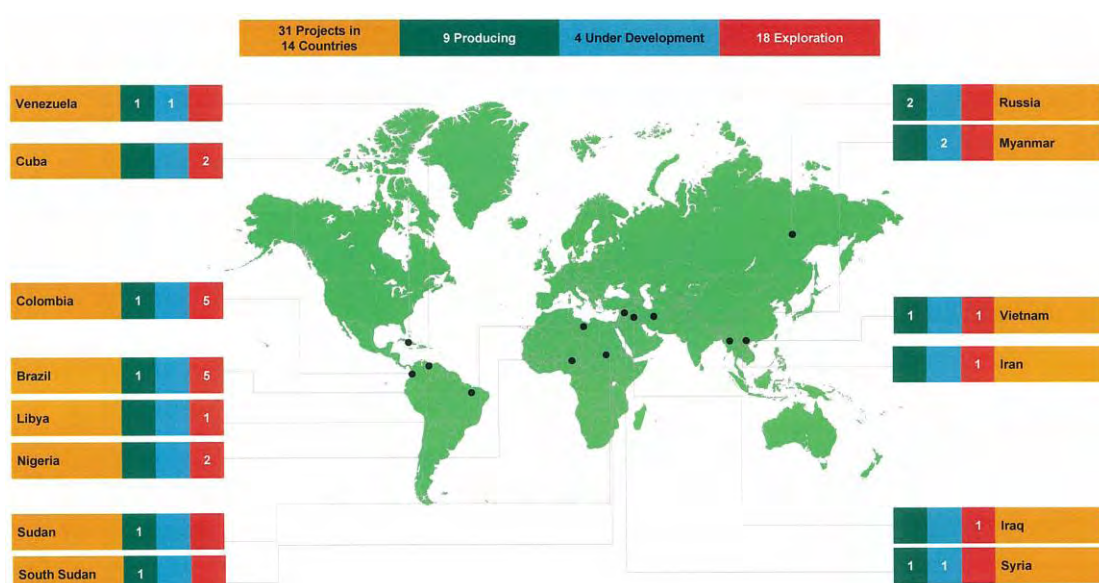 31 Projects in
14 Countries
9 Producing
4 Under Development
18 Exploration
Venezuela 1 1
Cuba 2
Colombia 1 5
Brazil 1 5
Libya 1
Nigeria 2
Sudan 1
South Sudan 1
2 Russia
2 Myanmar
1 1 Vietnam
1 Iran
1 Iraq
1 1 Syria